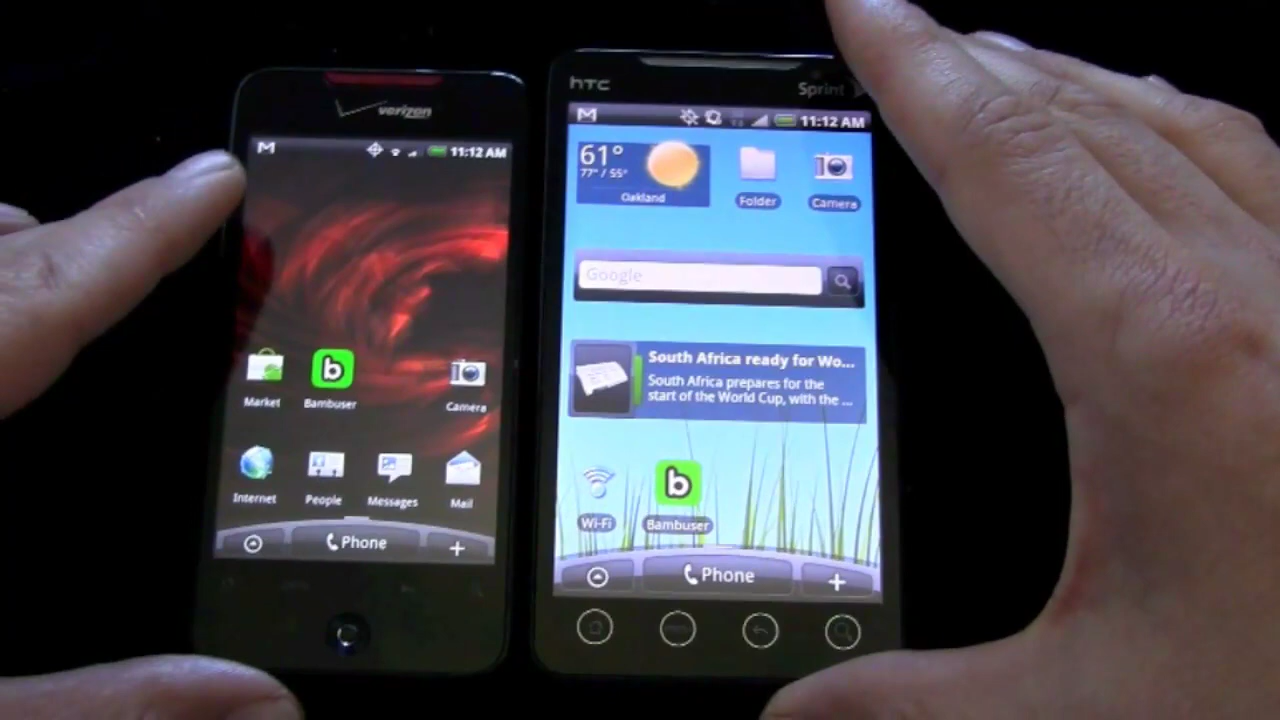 verizon
11:12 AM
Market
Bambuser
Camera
Internet
People
Messages
Mail
Phone
hTC
Sprint
11:12 AM
61°
77° / 55°
Oakland
Folder
Camera
Google
South Africa ready for Wo...
South Africa prepares for the
start of the World Cup, with the ...
Wi-Fi
Bambuser
Phone